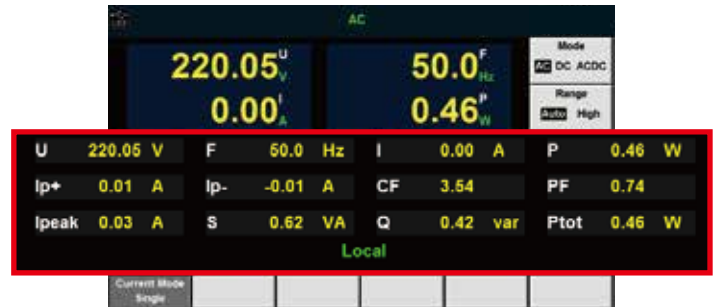 AC
220.05 U V
50.0 F Hz
0.00 I A
0.46 P W
Mode
AC DC ACDC
Range
Auto High
U 220.05 V F 50.0 Hz I 0.00 A P 0.46 W
Ip+ 0.01 A Ip- -0.01 A CF 3.54 PF 0.74
Ipeak 0.03 A S 0.62 VA Q 0.42 var Ptot 0.46 W
Local
Current Mode
Single